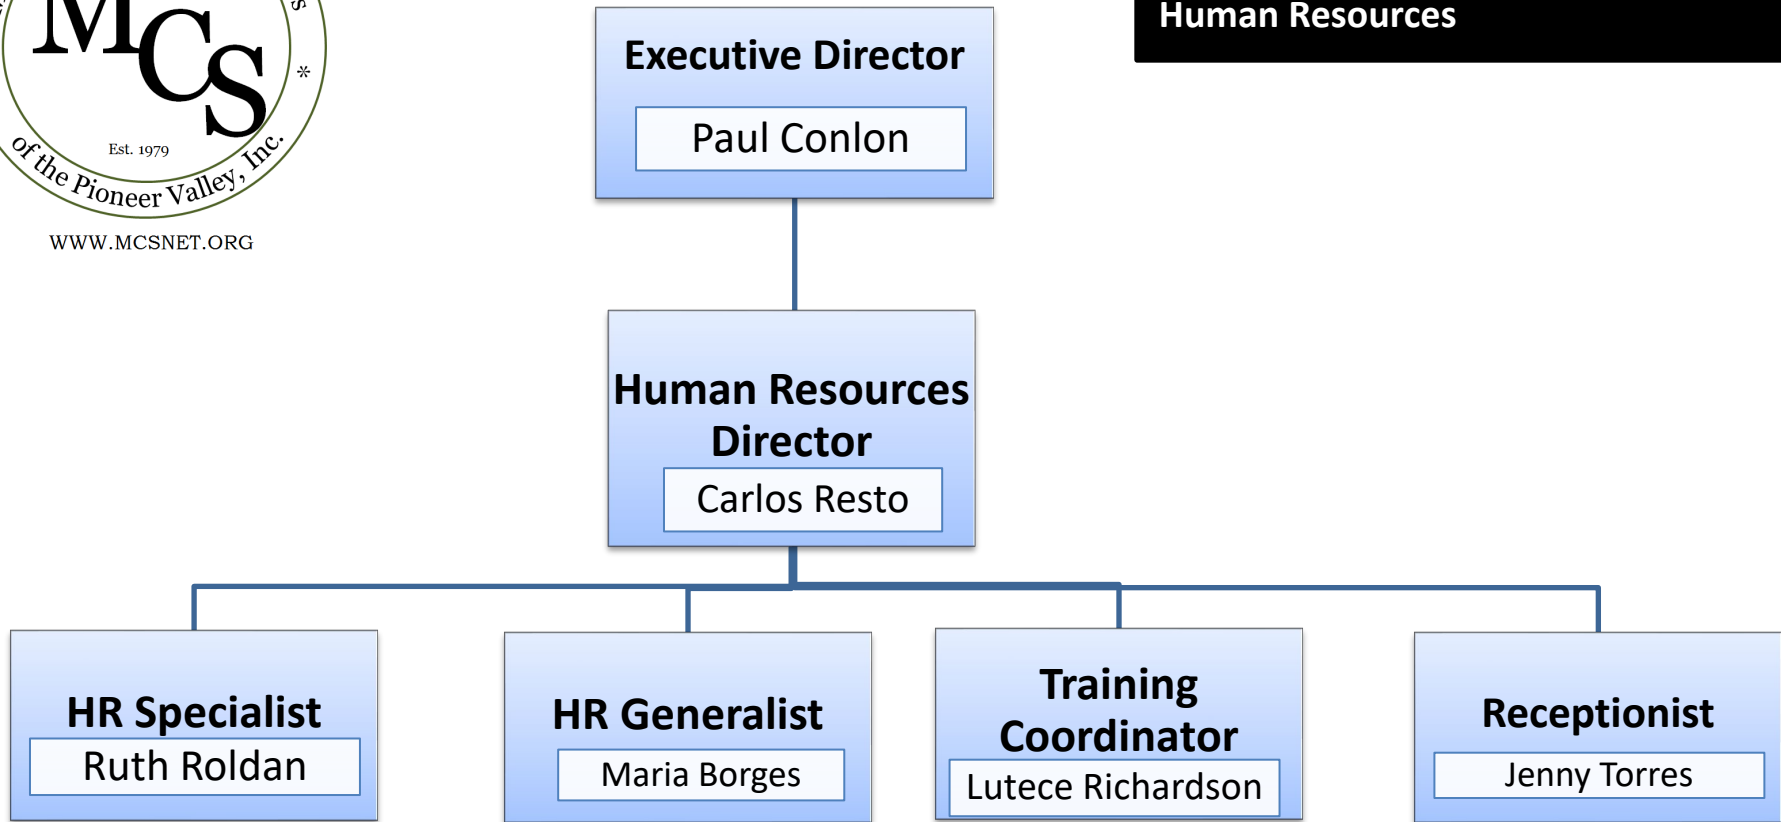 MCS
Est. 1979
of the Pioneer Valley, Inc.
*
WWW.MCSNET.ORG
Human Resources
Executive Director
Paul Conlon
Human Resources
Director
Carlos Resto
HR Specialist
Ruth Roldan
HR Generalist
Maria Borges
Training
Coordinator
Lutece Richardson
Receptionist
Jenny Torres